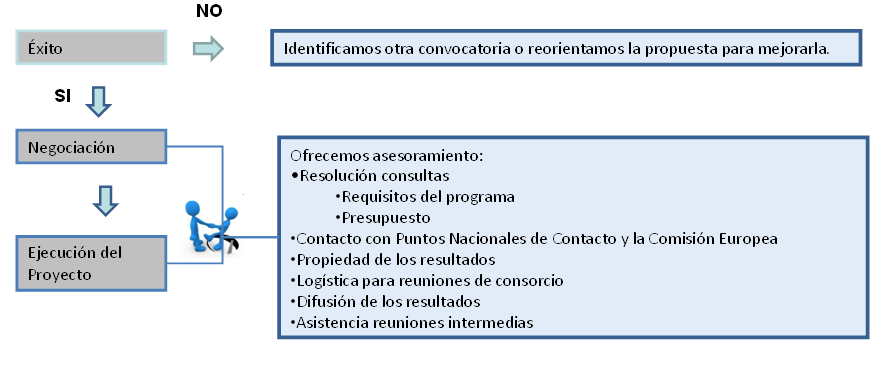 NO
Éxito
Identificamos otra convocatoria o reorientamos la propuesta para mejorarla.
SI
Negociación
Ofrecemos asesoramiento:
•Resolución consultas
•Requisitos del programa
•Presupuesto
•Contacto con Puntos Nacionales de Contacto y la Comisión Europea
•Propiedad de los resultados
•Logística para reuniones de consorcio
•Difusión de los resultados
•Asistencia reuniones intermedias
Ejecución del
Proyecto